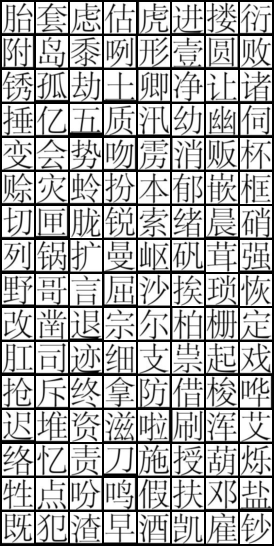 胎套虑估虎进搂衍
附岛黍咧形壹圆败
锈孤劫土卿净让诸
捶亿五质汛幼幽伺
变会势吻雳消贩杯
赊灾蛉扮本郁嵌框
切匣胧锐索绪晨硝
列锅扩曼岖矾茸强
野哥言屈沙挨琐恢
改凿退宗尔柏栅定
肛司迹细支祟起戏
抢斥终拿防借梭哗
迟堆资滋啦刷浑艾
络忆责刀施授葫烁
牲点吩鸣假扶邓盐
既犯渣早酒凯雇钞